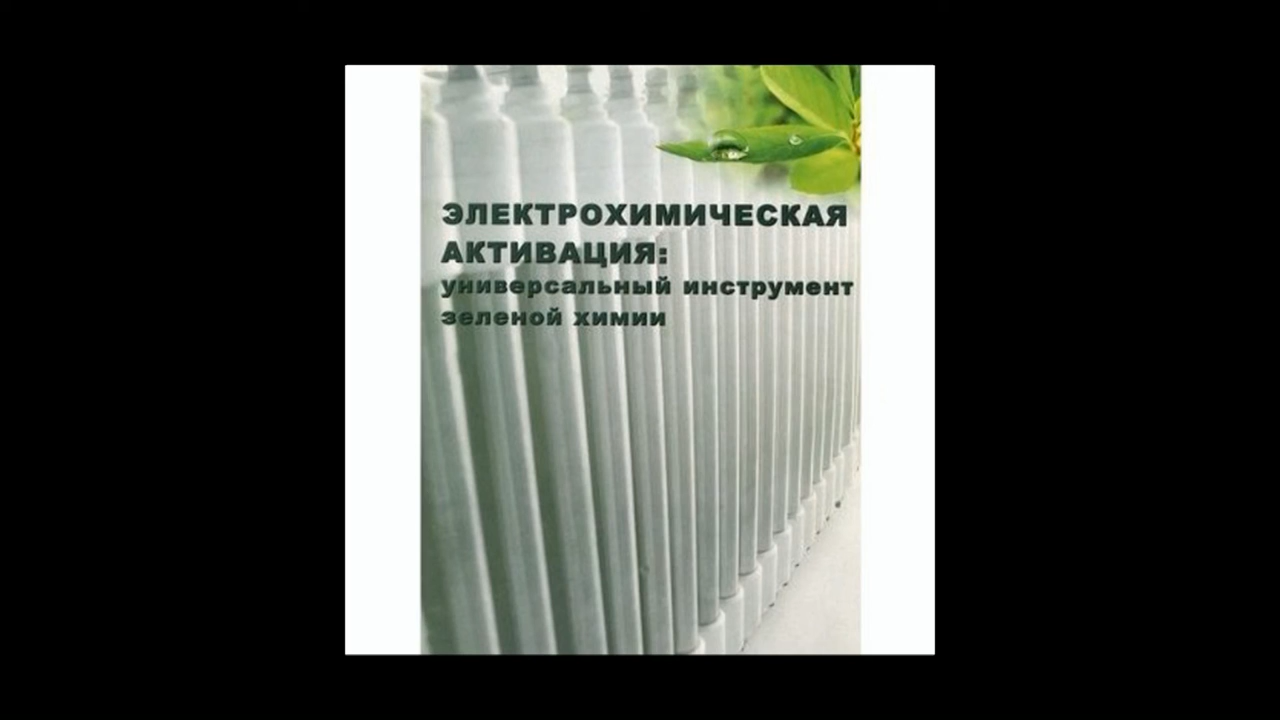 ЭЛЕКТРОХИМИЧЕСКАЯ
АКТИВАЦИЯ:
универсальный инструмент
зеленой химии